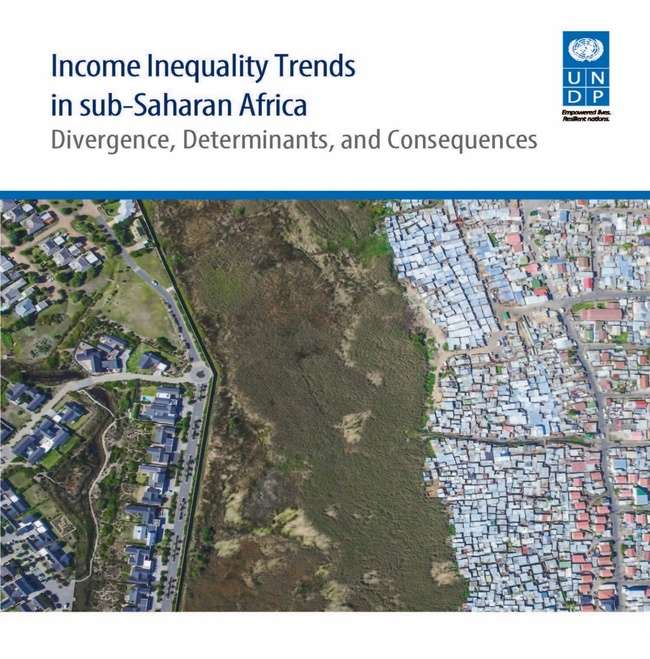 Income Inequality Trends
in sub-Saharan Africa
Divergence, Determinants, and Consequences
U N
D P
Empowered lives.
Resilient nations.